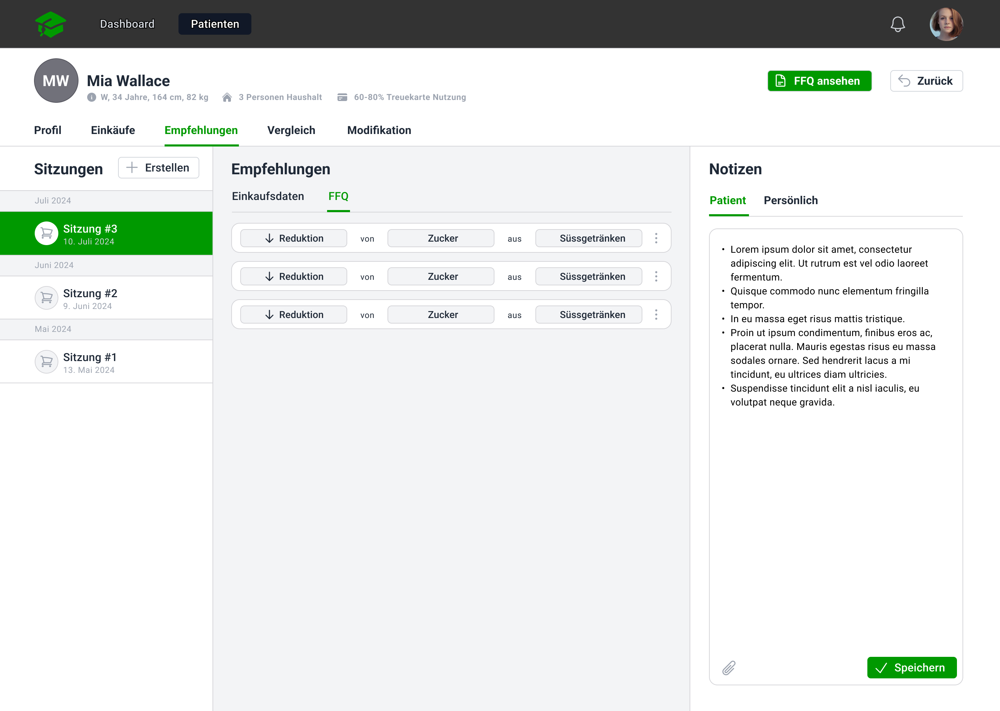 Dashboard
Patienten
MW
Mia Wallace
W, 34 Jahre, 164 cm, 82 kg
3 Personen Haushalt
60-80% Treuekarte Nutzung
FFQ ansehen
Zurück
Profil
Einkäufe
Empfehlungen
Vergleich
Modifikation
Sitzungen
Erstellen
Juli 2024
Sitzung #3
10. Juli 2024
Juni 2024
Sitzung #2
9. Juni 2024
Mai 2024
Sitzung #1
13. Mai 2024
Empfehlungen
Einkaufsdaten
FFQ
Reduktion von Zucker aus Süssgetränken
Reduktion von Zucker aus Süssgetränken
Reduktion von Zucker aus Süssgetränken
Notizen
Patient
Persönlich
• Lorem ipsum dolor sit amet, consectetur
adipiscing elit. Ut rutrum est vel odio laoreet
fermentum.
• Quisque commodo nunc elementum fringilla
tempor.
• In eu massa eget risus mattis tristique.
• Proin ut ipsum condimentum, finibus eros ac,
placerat nulla. Mauris egestas risus eu massa
sodales ornare. Sed hendrerit lacus a mi
tincidunt, eu ultrices diam ultricies.
• Suspendisse tincidunt elit a nisl iaculis, eu
volutpat neque gravida.
Speichern